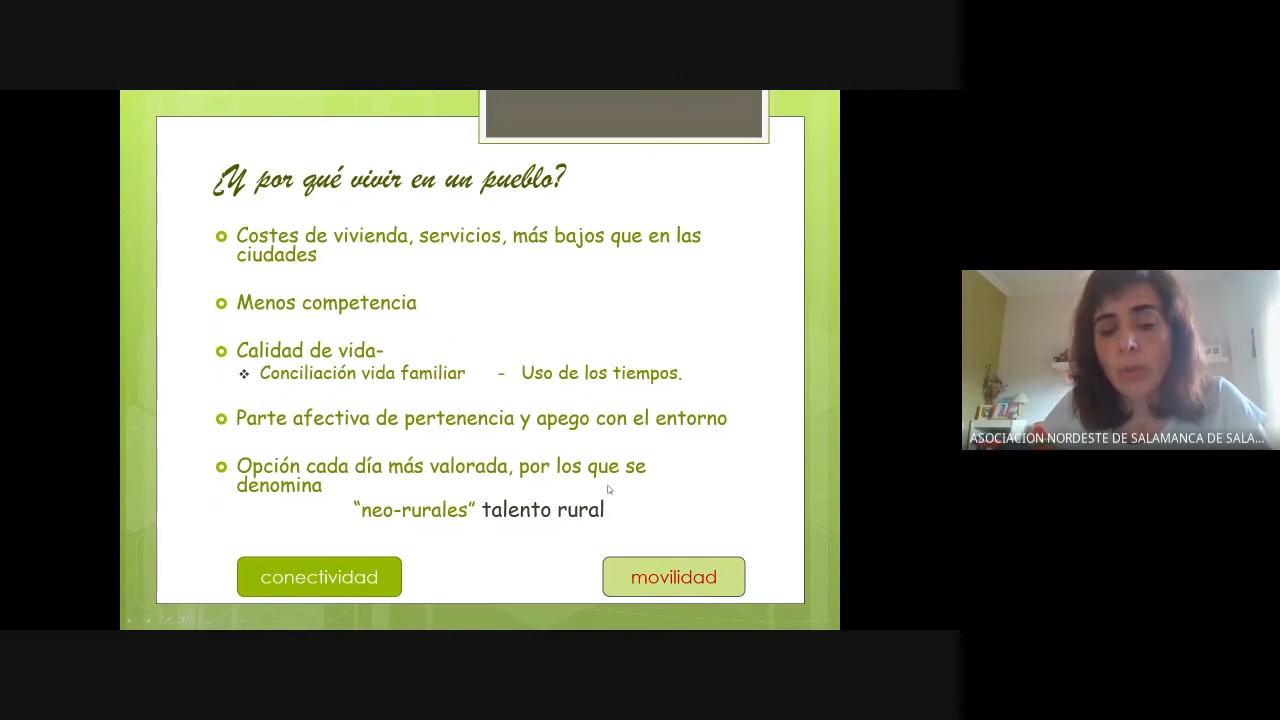 ¿Y por qué vivir en un pueblo?
Costes de vivienda, servicios, más bajos que en las
ciudades
Menos competencia
Calidad de vida-
Conciliación vida familiar - Uso de los tiempos.
Parte afectiva de pertenencia y apego con el entorno
Opción cada día más valorada, por los que se
denomina
“neo-rurales” talento rural
conectividad
movilidad
ASOCIACION NORDESTE DE SALAMANCA DE SALA...